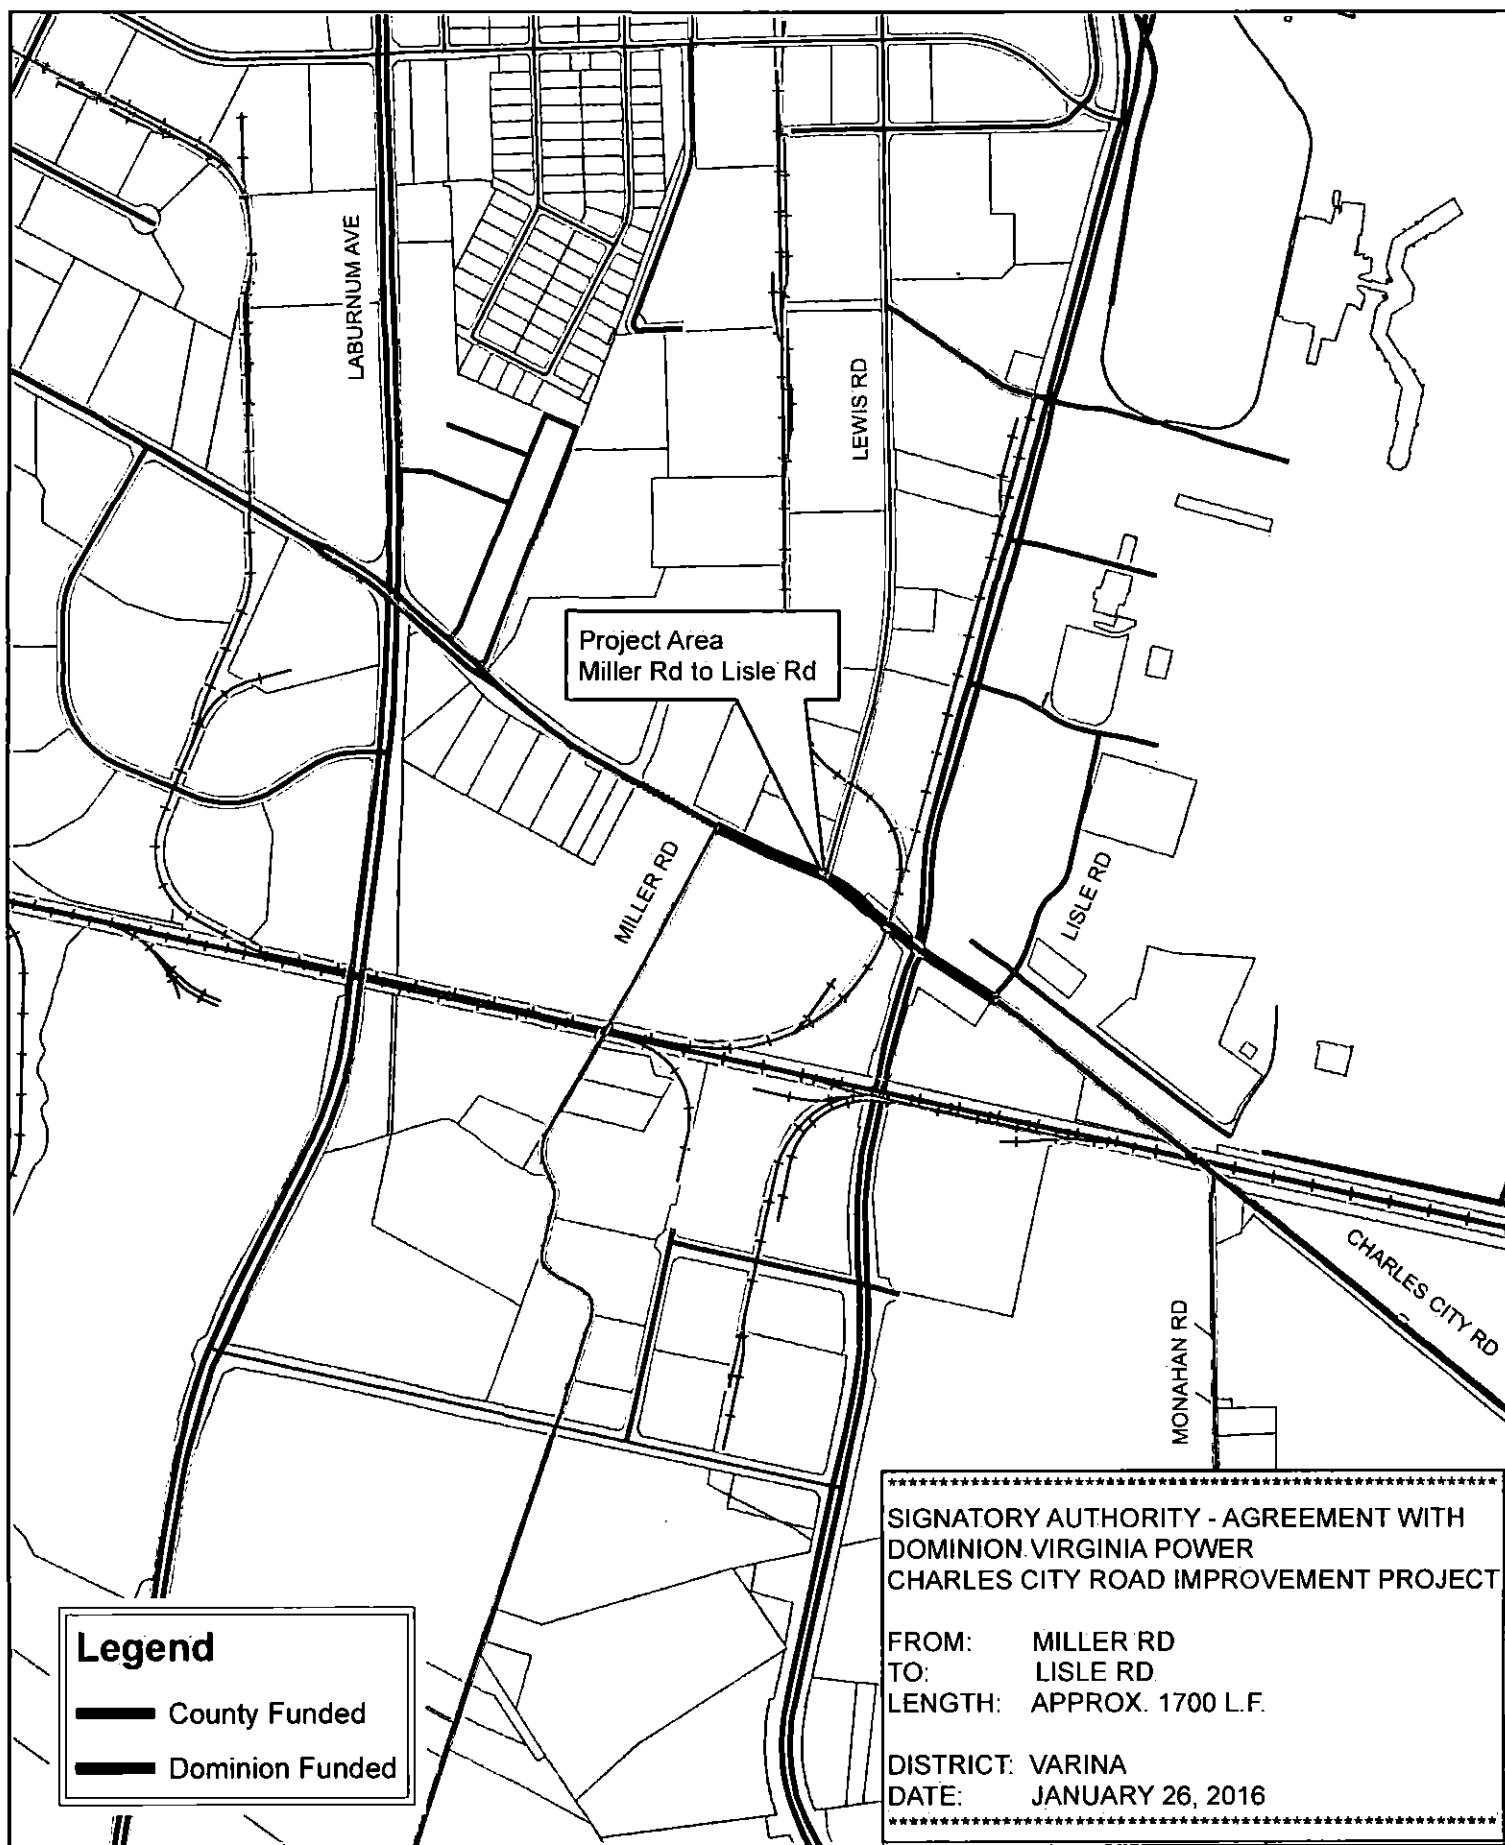 LABURNUM AVE
LEWIS RD
Project Area
Miller Rd to Lisle Rd
MILLER RD
LISLE RD
CHARLES CITY RD
MONAHAN RD
Legend
County Funded
Dominion Funded
********************************************************************************
SIGNATORY AUTHORITY - AGREEMENT WITH
DOMINION VIRGINIA POWER
CHARLES CITY ROAD IMPROVEMENT PROJECT
FROM: MILLER RD
TO: LISLE RD
LENGTH: APPROX. 1700 L.F.
DISTRICT: VARINA
DATE: JANUARY 26, 2016
********************************************************************************